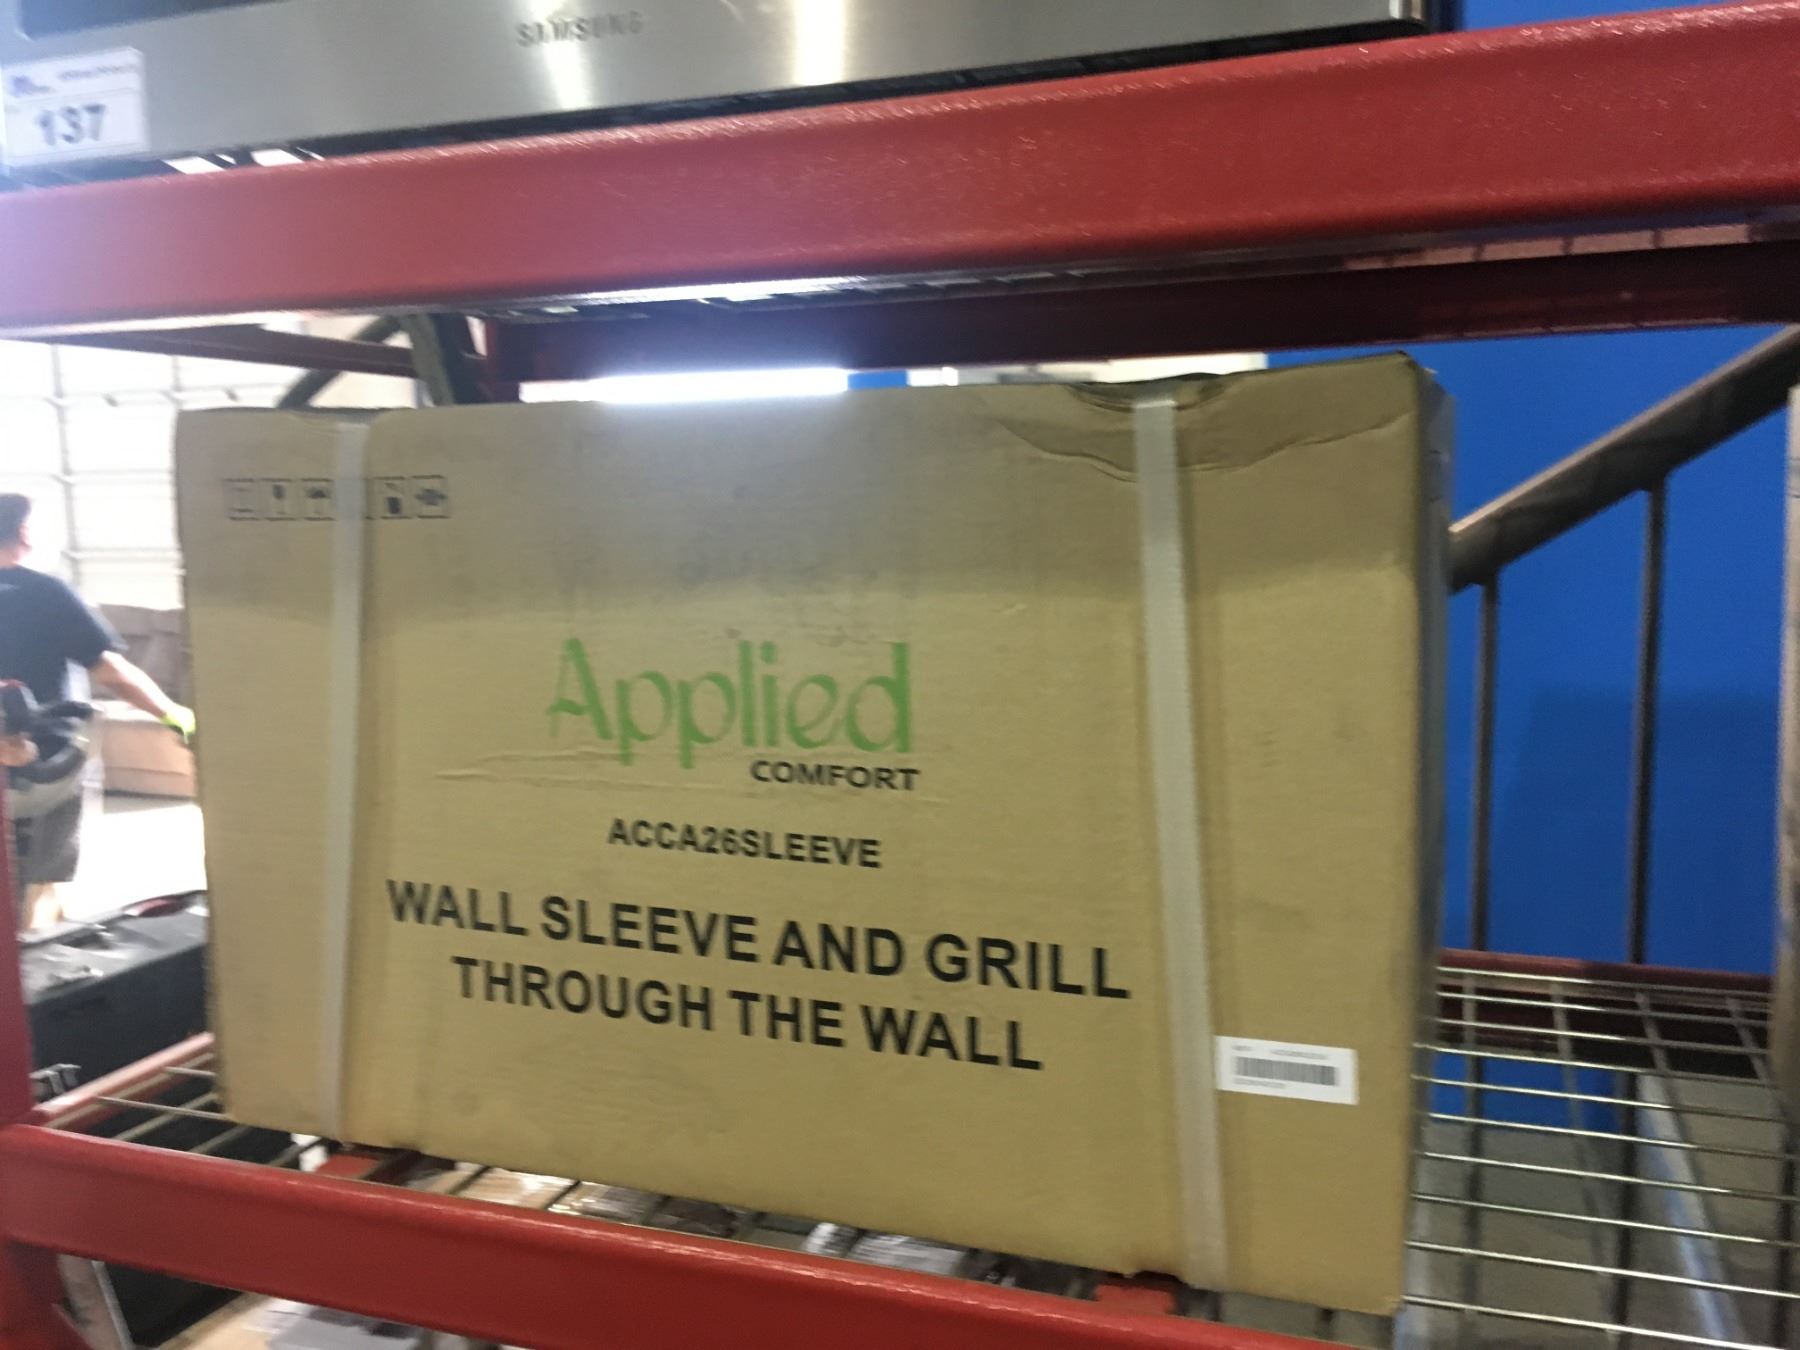 SAMSUNG
137
Applied
COMFORT
ACCA26SLEEVE
WALL SLEEVE AND GRILL
THROUGH THE WALL